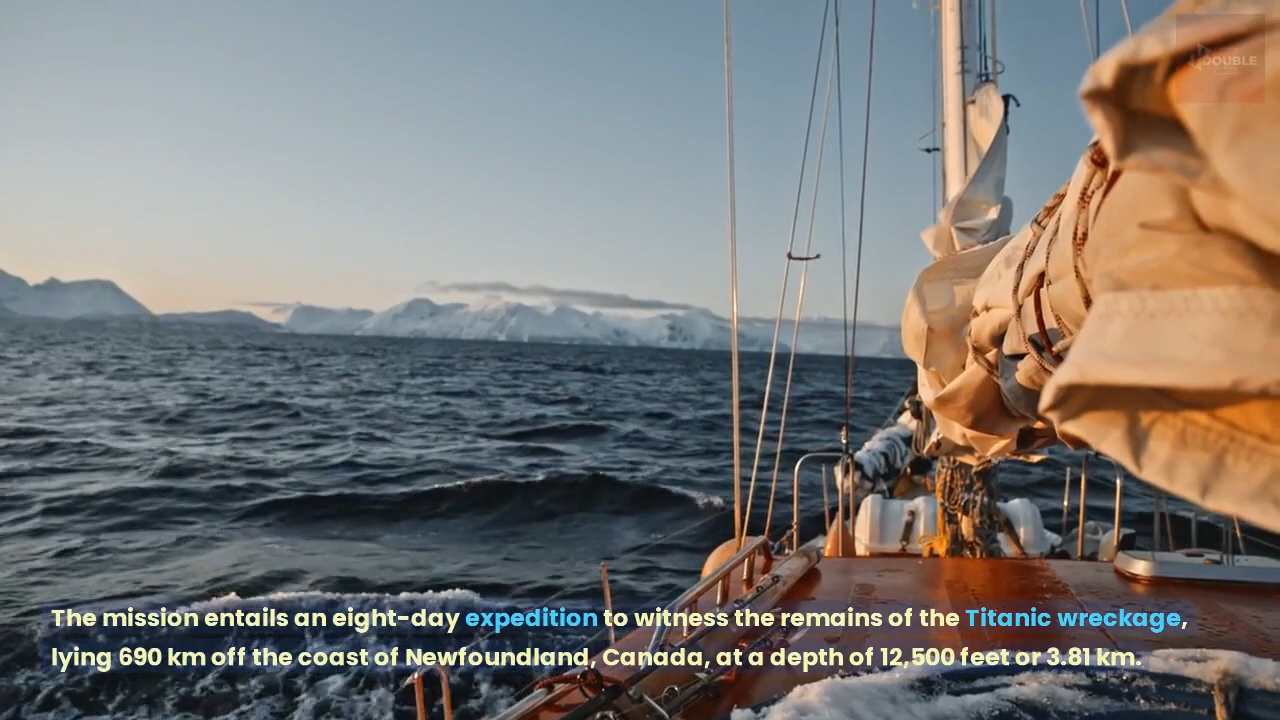 DOUBLE
The mission entails an eight-day expedition to witness the remains of the Titanic wreckage,
lying 690 km off the coast of Newfoundland, Canada, at a depth of 12,500 feet or 3.81 km.